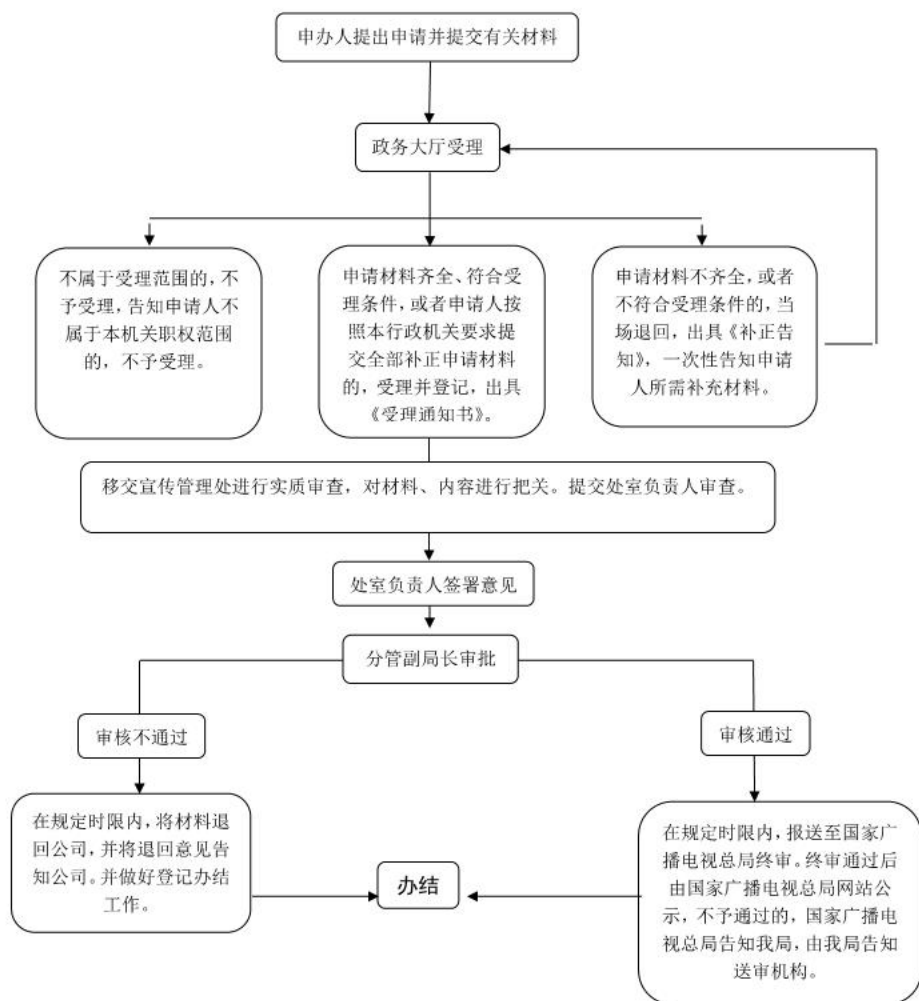 申办人提出申请并提交有关材料
政务大厅受理
不属于受理范围的，不
予受理，告知申请人不
属于本机关职权范围
的，不予受理。
申请材料齐全、符合受
理条件，或者申请人按
照本行政机关要求提
交全部补正申请材料
的，受理并登记，出具
《受理通知书》。
申请材料不齐全，或者
不符合受理条件的，当
场退回，出具《补正告
知》，一次性告知申请
人所需补充材料。
移交宣传管理处进行实质审查，对材料、内容进行把关。提交处室负责人审查。
处室负责人签署意见
分管副局长审批
审核不通过
审核通过
在规定时限内，将材料退
回公司，并将退回意见告
知公司。并做好登记办结
工作。
办结
在规定时限内，报送至国家广
播电视总局终审。终审通过后
由国家广播电视总局网站公
示，不予通过的，国家广播电
视总局告知我局，由我局告知
送审机构。